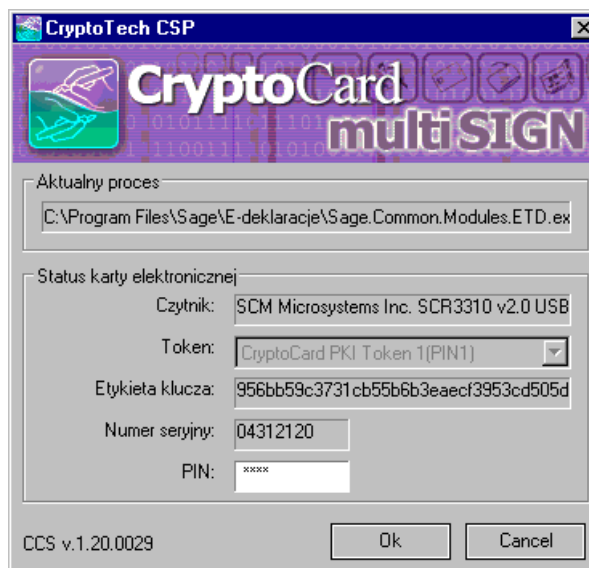 CryptoTech CSP
CryptoCard
multiSIGN
Aktualny proces
C:\Program Files\Sage\E-deklaracje\Sage.Common.Modules.ETD.ex
Status karty elektronicznej
Czytnik: SCM Microsystems Inc. SCR3310 v2.0 USB
Token: CryptoCard PKI Token 1(PIN1)
Etykieta klucza: 956bb59c3731cb55b6b3eaecf3953cd505d
Numer seryjny: 04312120
PIN: ****
CCS v.1.20.0029 Ok Cancel